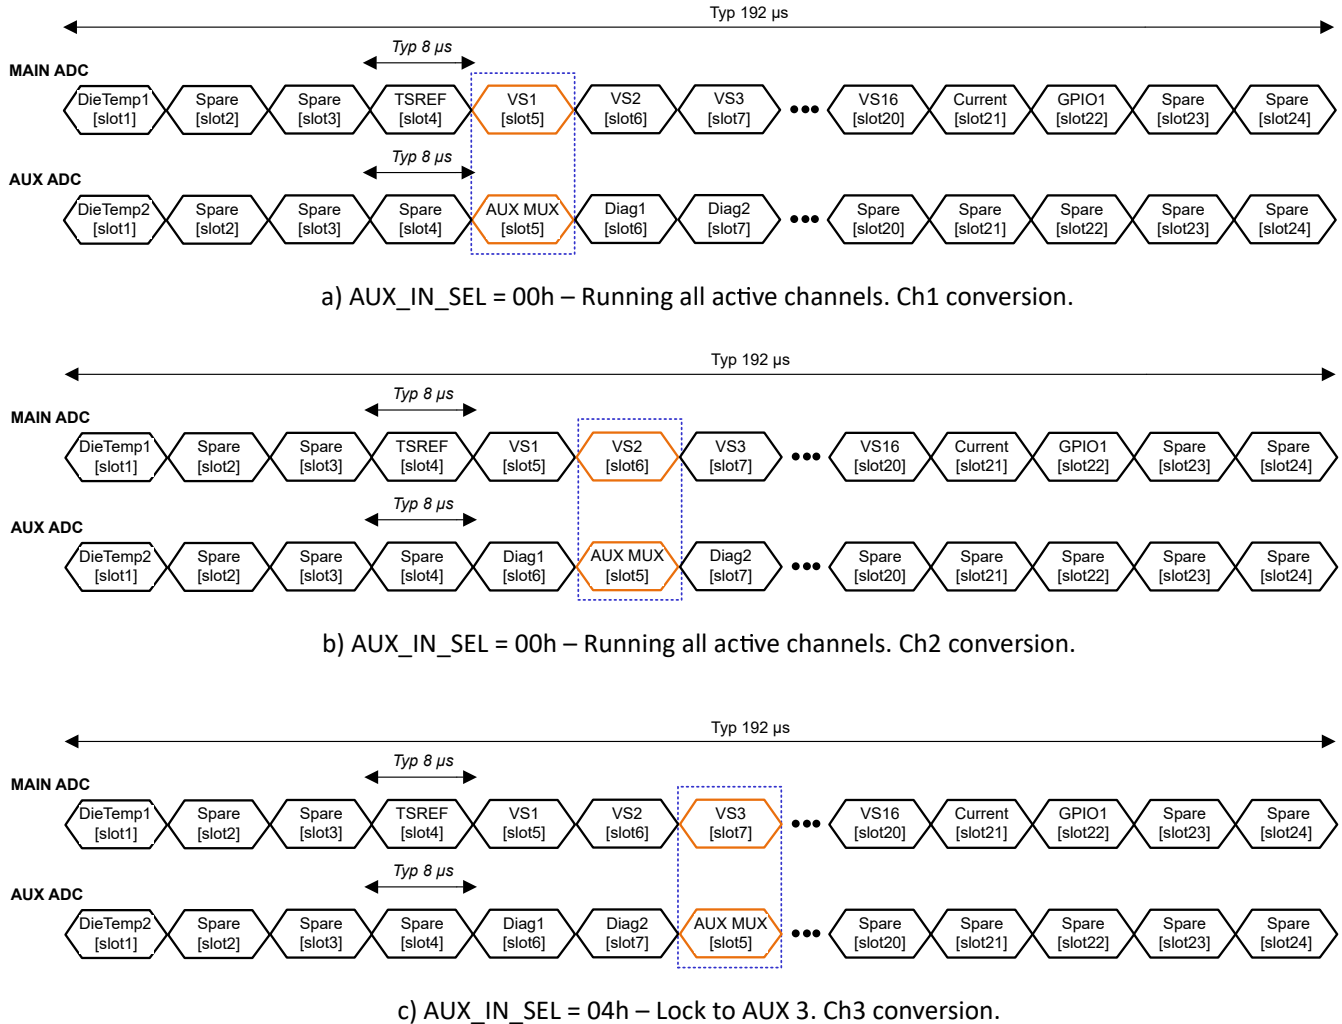 Typ 192 µs
Typ 8 µs
MAIN ADC
DieTemp1 Spare Spare TSREF VS1 VS2 VS3 VS16 Current GPIO1 Spare Spare
[slot1] [slot2] [slot3] [slot4] [slot5] [slot6] [slot7] [slot20] [slot21] [slot22] [slot23] [slot24]
Typ 8 µs
AUX ADC
DieTemp2 Spare Spare Spare AUX MUX Diag1 Diag2 Spare Spare Spare Spare Spare
[slot1] [slot2] [slot3] [slot4] [slot5] [slot6] [slot7] [slot20] [slot21] [slot22] [slot23] [slot24]
a) AUX_IN_SEL = 00h – Running all active channels. Ch1 conversion.
Typ 192 µs
Typ 8 µs
MAIN ADC
DieTemp1 Spare Spare TSREF VS1 VS2 VS3 VS16 Current GPIO1 Spare Spare
[slot1] [slot2] [slot3] [slot4] [slot5] [slot6] [slot7] [slot20] [slot21] [slot22] [slot23] [slot24]
Typ 8 µs
AUX ADC
DieTemp2 Spare Spare Spare Diag1 AUX MUX Diag2 Spare Spare Spare Spare Spare
[slot1] [slot2] [slot3] [slot4] [slot6] [slot5] [slot7] [slot20] [slot21] [slot22] [slot23] [slot24]
b) AUX_IN_SEL = 00h – Running all active channels. Ch2 conversion.
Typ 192 µs
Typ 8 µs
MAIN ADC
DieTemp1 Spare Spare TSREF VS1 VS2 VS3 VS16 Current GPIO1 Spare Spare
[slot1] [slot2] [slot3] [slot4] [slot5] [slot6] [slot7] [slot20] [slot21] [slot22] [slot23] [slot24]
Typ 8 µs
AUX ADC
DieTemp2 Spare Spare Spare Diag1 Diag2 AUX MUX Spare Spare Spare Spare Spare
[slot1] [slot2] [slot3] [slot4] [slot6] [slot7] [slot5] [slot20] [slot21] [slot22] [slot23] [slot24]
c) AUX_IN_SEL = 04h – Lock to AUX 3. Ch3 conversion.